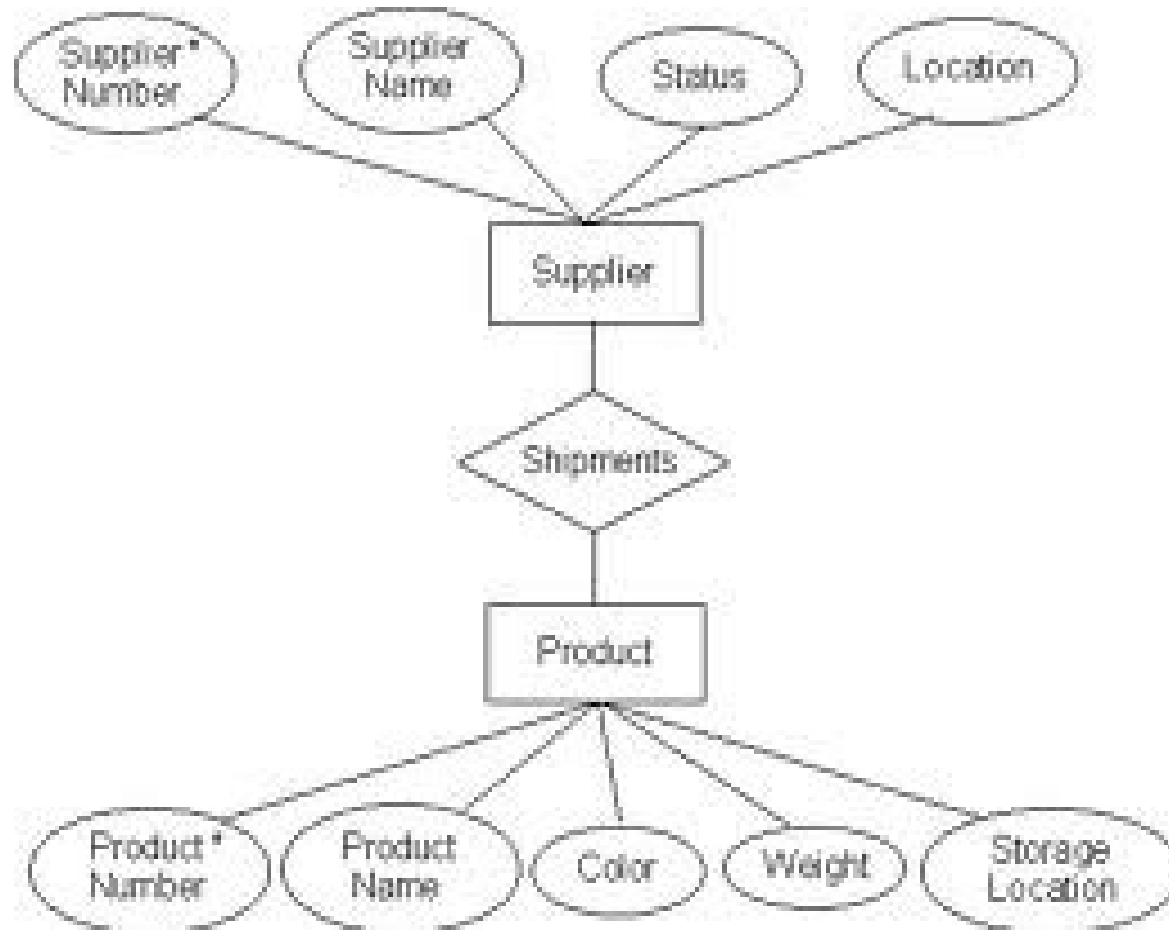 Supplier*
Number
Supplier
Name
Status
Location
Supplier
Shipments
Product
Product*
Number
Product
Name
Color
Weight
Storage
Location